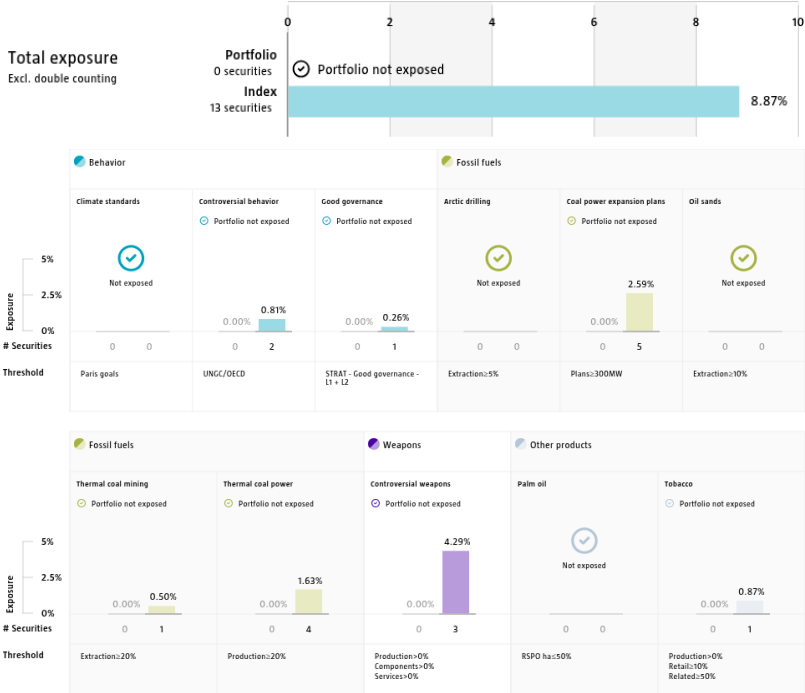 0 2 4 6 8 10
Total exposure
Excl. double counting
Portfolio
0 securities
Portfolio not exposed
Index
13 securities
8.87%
Behavior
Fossil fuels
Climate standards
Controversial behavior
Good governance
Arctic drilling
Coal power expansion plans
Oil sands
Portfolio not exposed
Portfolio not exposed
Portfolio not exposed
Exposure
5%
2.5%
0%
Not exposed
0.00% 0.81%
0.00% 0.26%
Not exposed
0.00% 2.59%
Not exposed
# Securities
0 0
0 2
0 1
0 0
0 5
0 0
Threshold
Paris goals
UNGC/OECD
STRAT - Good governance -
L1 + L2
Extraction≥5%
Plans≥300MW
Extraction≥10%
Fossil fuels
Weapons
Other products
Thermal coal mining
Thermal coal power
Controversial weapons
Palm oil
Tobacco
Portfolio not exposed
Portfolio not exposed
Portfolio not exposed
Portfolio not exposed
Exposure
5%
2.5%
0%
0.00% 0.50%
0.00% 1.63%
0.00% 4.29%
Not exposed
0.00% 0.87%
# Securities
0 1
0 4
0 3
0 0
0 1
Threshold
Extraction≥20%
Production≥20%
Production>0%
Components>0%
Services>0%
RSPO ha≤50%
Production>0%
Retail≥10%
Related≥50%